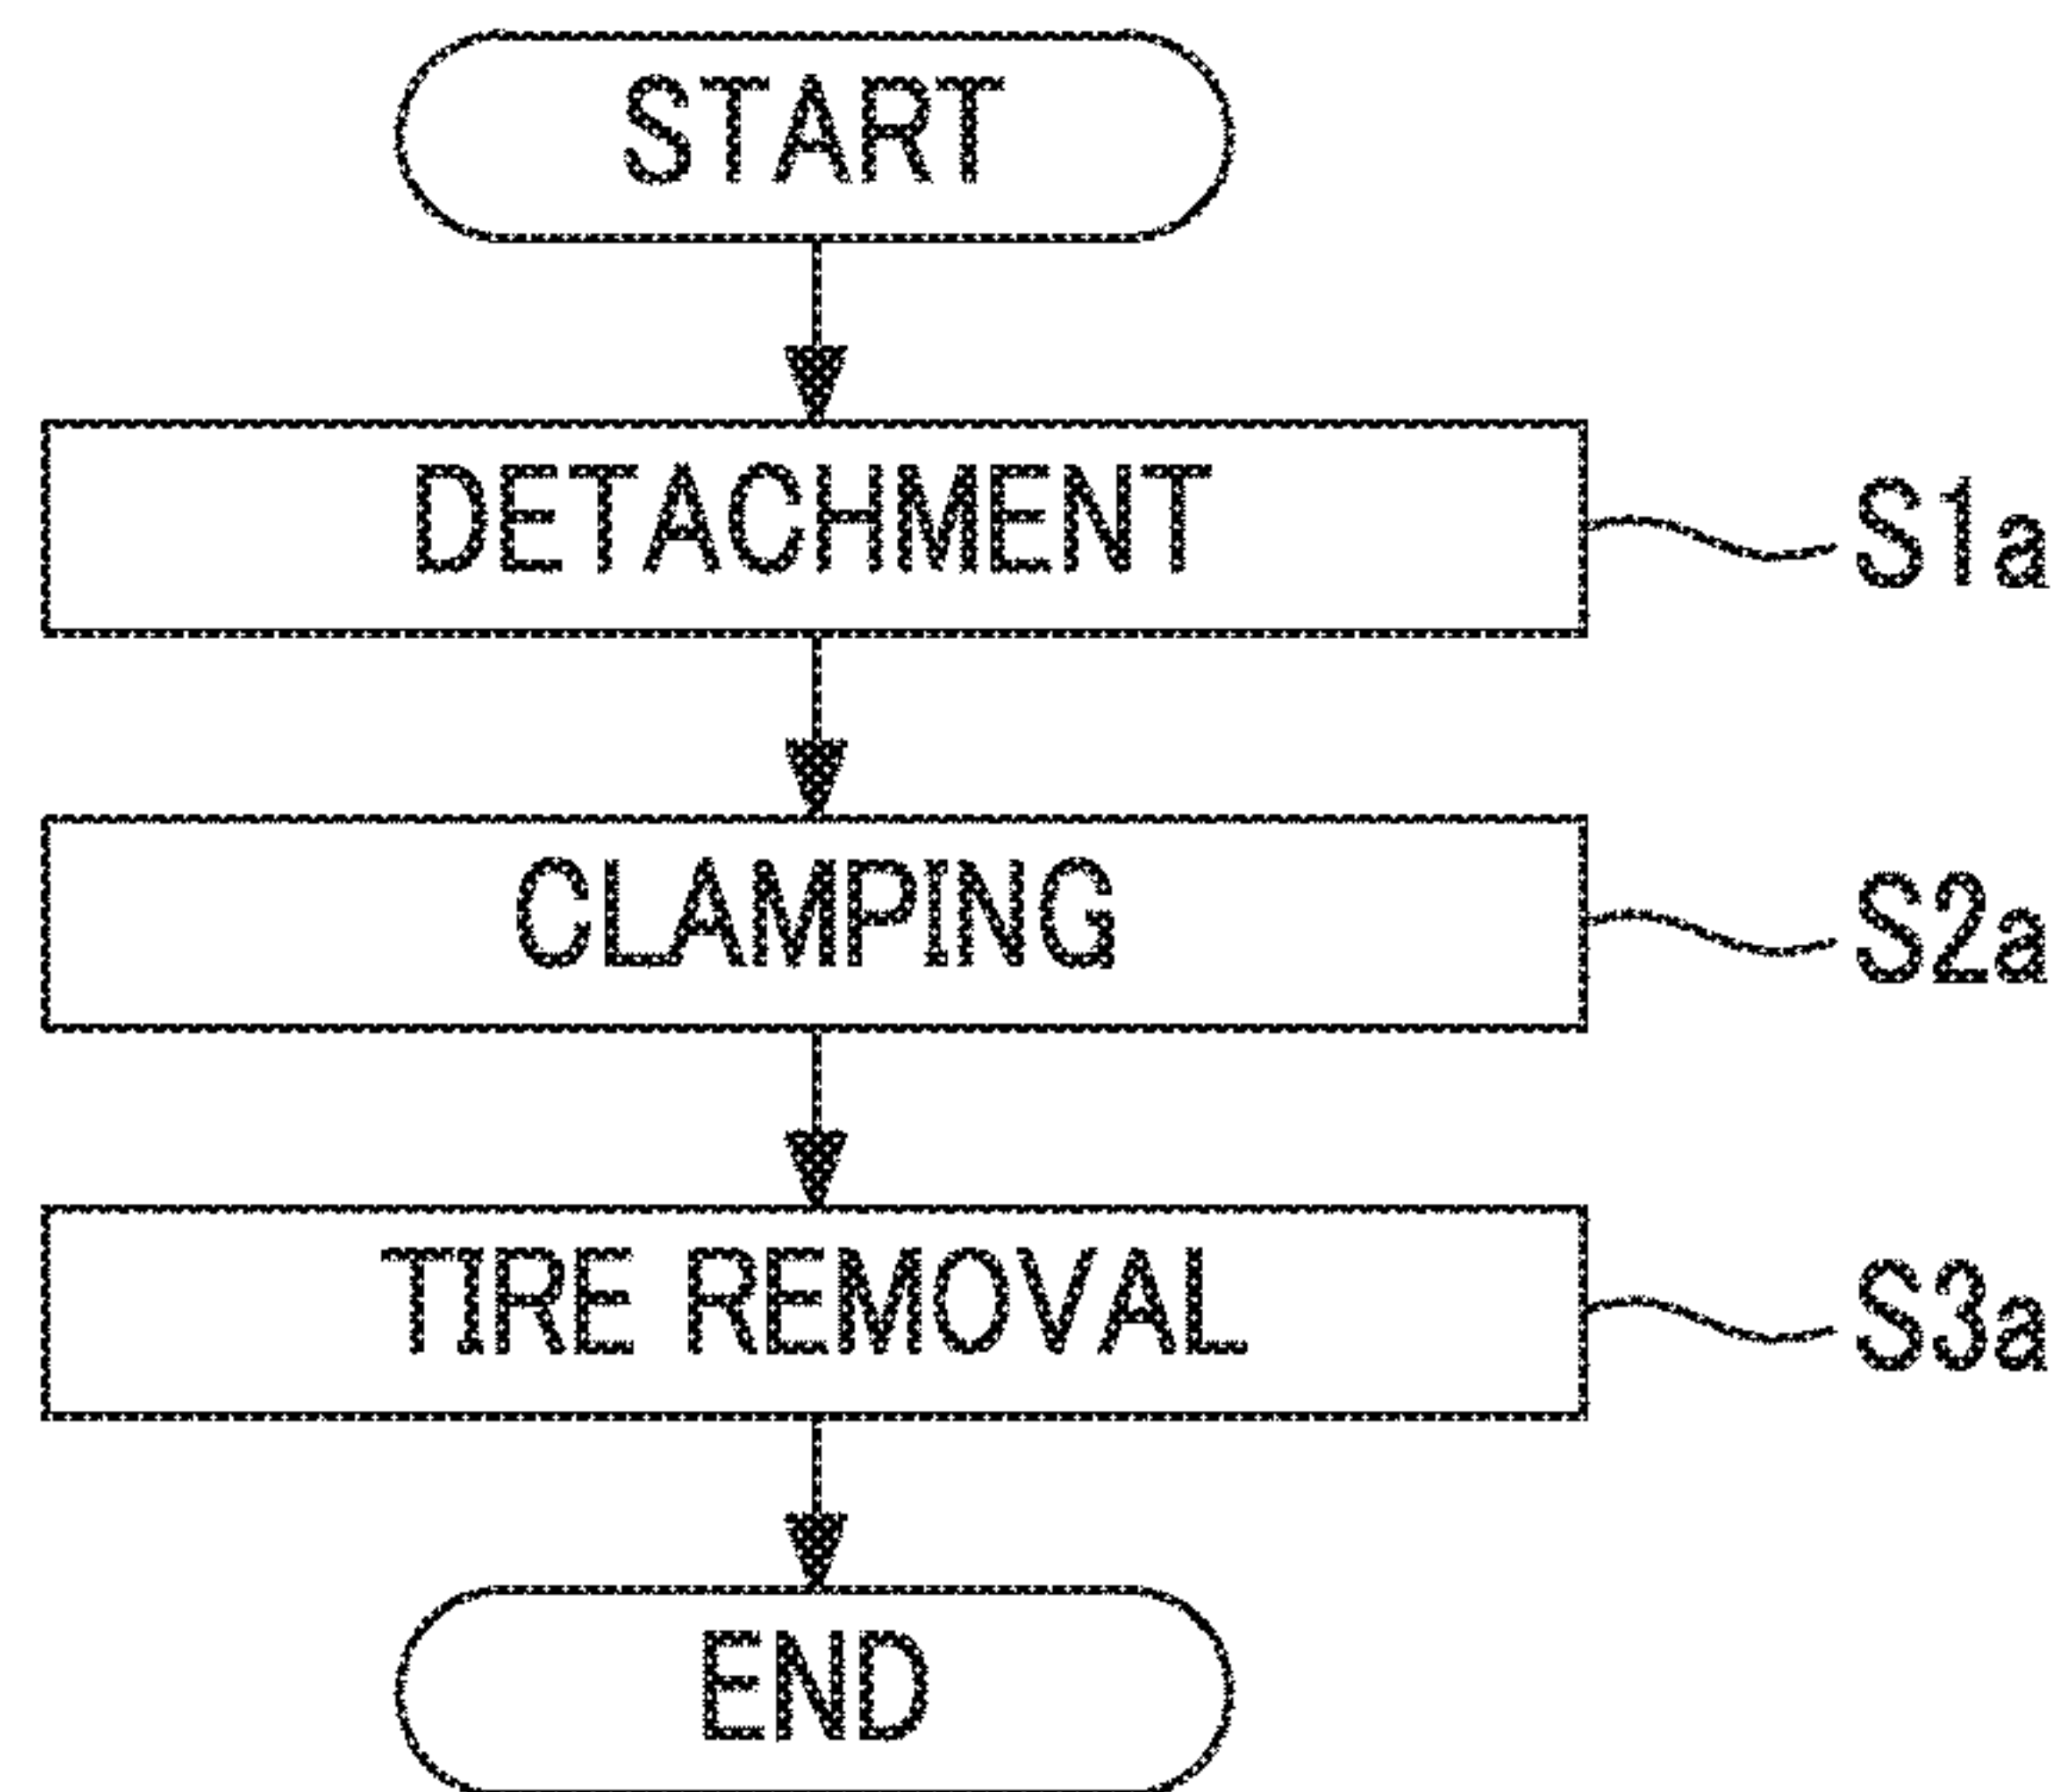 START
DETACHMENT
S1a
CLAMPING
S2a
TIRE REMOVAL
S3a
END